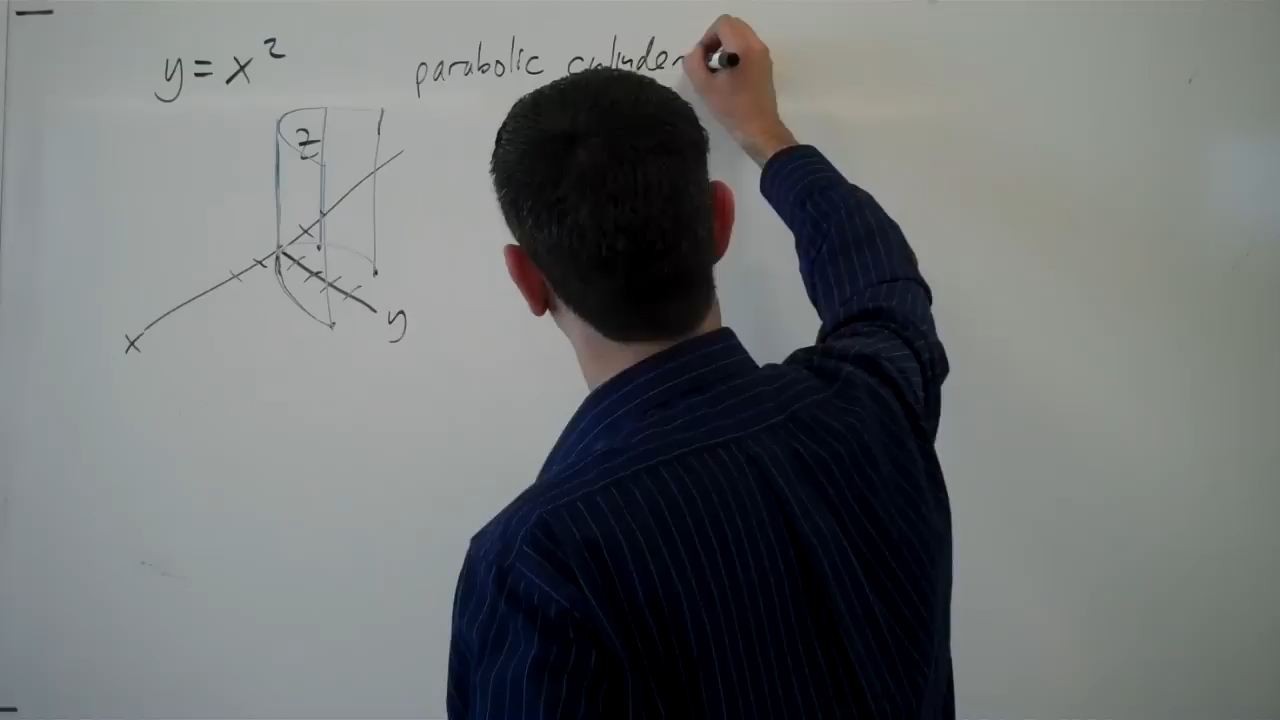 y = x²
parabolic cylinder
z
x
y